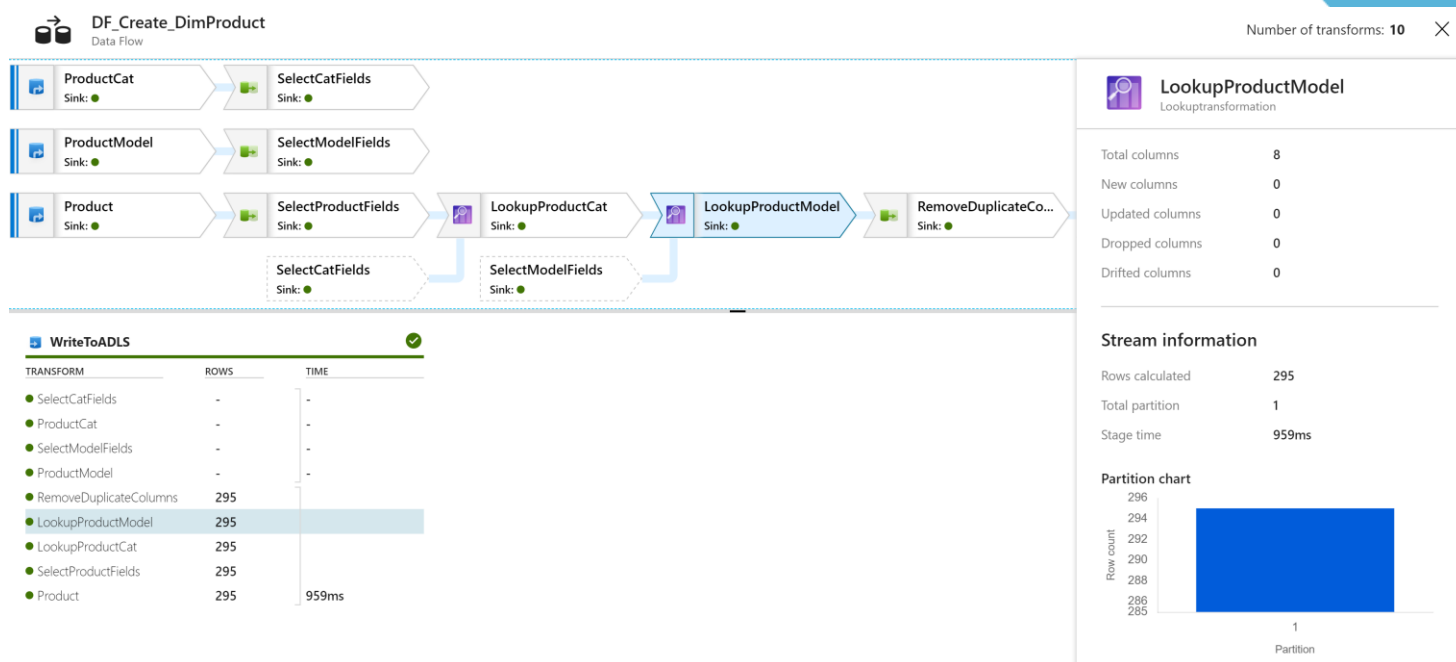 DF_Create_DimProduct
Data Flow
Number of transforms: 10
ProductCat
Sink:
SelectCatFields
Sink:
ProductModel
Sink:
SelectModelFields
Sink:
Product
Sink:
SelectProductFields
Sink:
LookupProductCat
Sink:
LookupProductModel
Sink:
RemoveDuplicateCo...
Sink:
SelectCatFields
Sink:
SelectModelFields
Sink:
WriteToADLS
TRANSFORM ROWS TIME
SelectCatFields - -
ProductCat - -
SelectModelFields - -
ProductModel - -
RemoveDuplicateColumns 295
LookupProductModel 295
LookupProductCat 295
SelectProductFields 295
Product 295 959ms
LookupProductModel
Lookuptransformation
Total columns 8
New columns 0
Updated columns 0
Dropped columns 0
Drifted columns 0
Stream information
Rows calculated 295
Total partition 1
Stage time 959ms
Partition chart
296
294
292
290
288
286
285
Row count
1
Partition